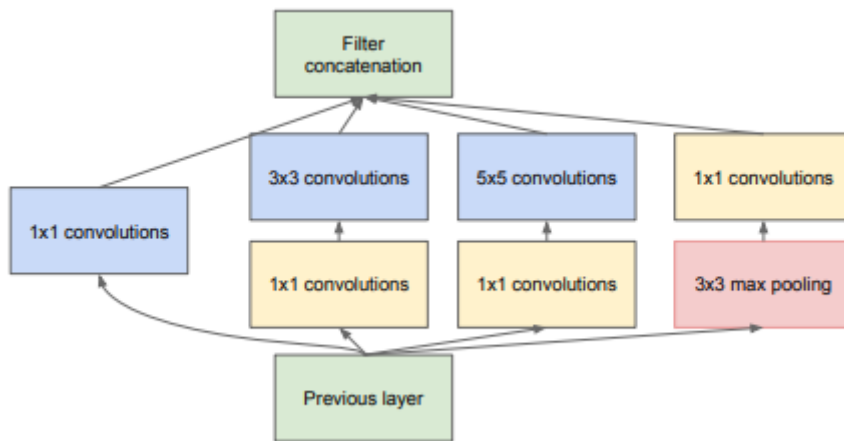 Filter
concatenation
3x3 convolutions
5x5 convolutions
1x1 convolutions
1x1 convolutions
1x1 convolutions
1x1 convolutions
3x3 max pooling
Previous layer